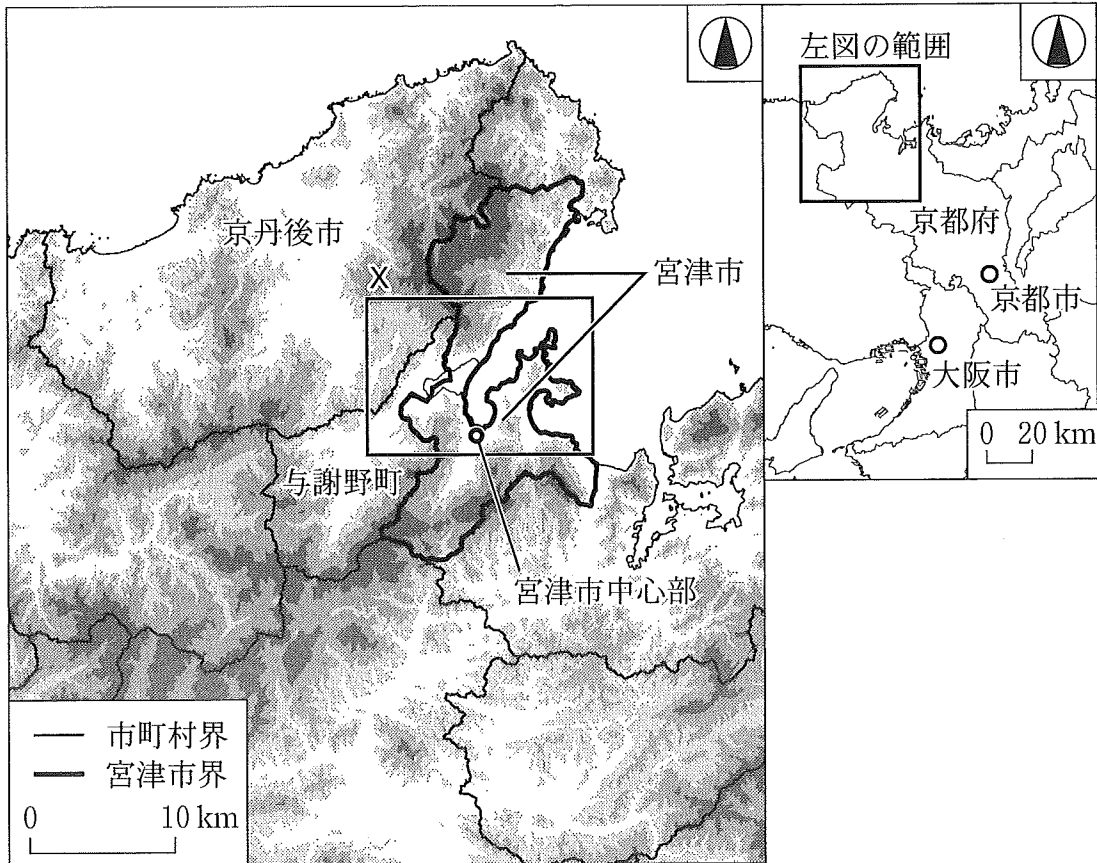 京丹後市
X
宮津市
与謝野町
宮津市中心部
市町村界
宮津市界
0 10 km
左図の範囲
京都府
京都市
大阪市
0 20 km